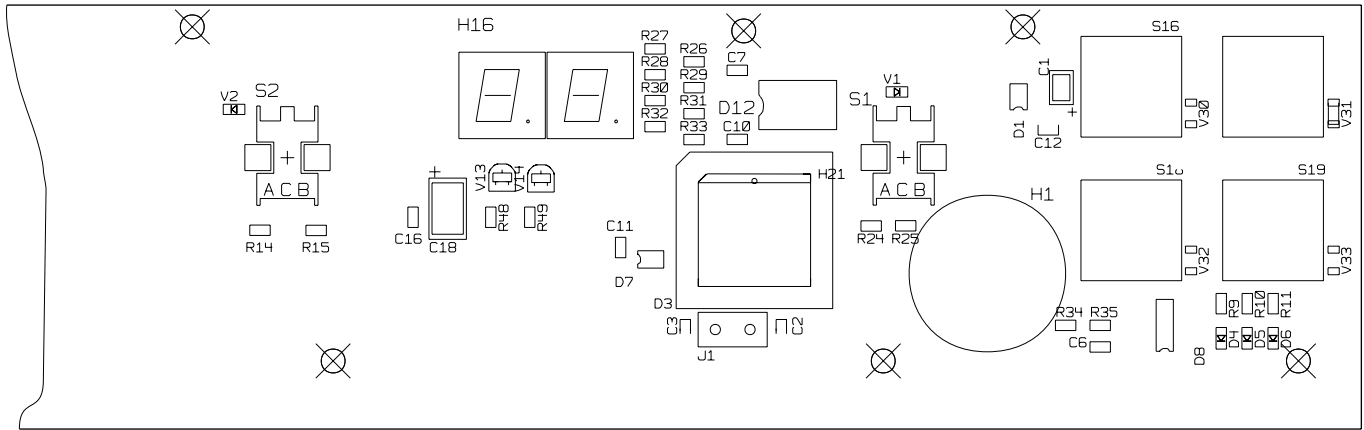 H16
R27
R26
S16
R28
C7
C1
R29
V2
S2
R30
V1
S1
R31
D12
R32
C10
R33
D1
C12
V30
V31
V13
V14
H21
S19
A C B
A C B
H1
C16
C18
R48
R49
C11
R24
R25
R14
R15
D7
V32
V33
D3
C3
C2
J1
R34
R35
C6
R9
R10
R11
D8
D4
D5
D6